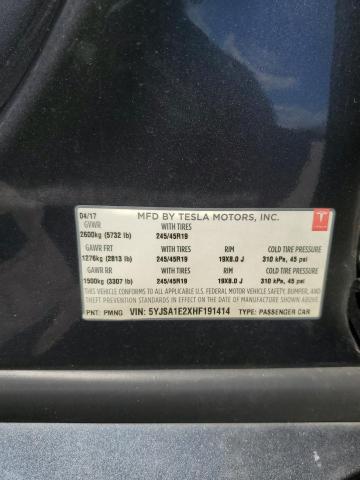 04/17 MFD BY TESLA MOTORS, INC.
GVWR WITH TIRES
2600kg (5732 lb) 245/45R19
GAWR FRT WITH TIRES RIM COLD TIRE PRESSURE
1276kg (2813 lb) 245/45R19 19X8.0 J 310 kPa, 45 psi
GAWR RR WITH TIRES RIM COLD TIRE PRESSURE
1500kg (3307 lb) 245/45R19 19X8.0 J 310 kPa, 45 psi
THIS VEHICLE CONFORMS TO ALL APPLICABLE U.S. FEDERAL MOTOR VEHICLE SAFETY, BUMPER, AND
THEFT PREVENTION STANDARDS IN EFFECT ON THE DATE OF MANUFACTURE SHOWN ABOVE.
PNT: PMNG VIN: 5YJSA1E2XHF191414 TYPE: PASSENGER CAR